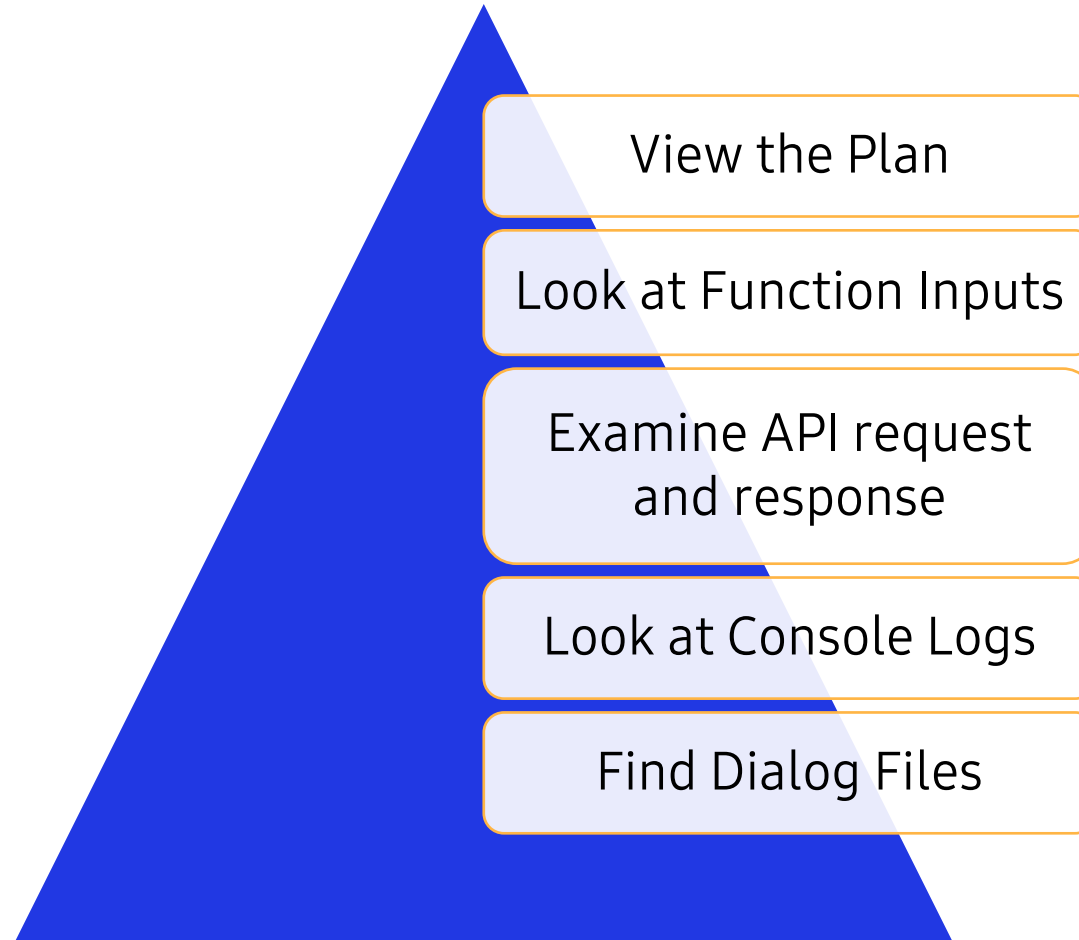 View the Plan
Look at Function Inputs
Examine API request
and response
Look at Console Logs
Find Dialog Files